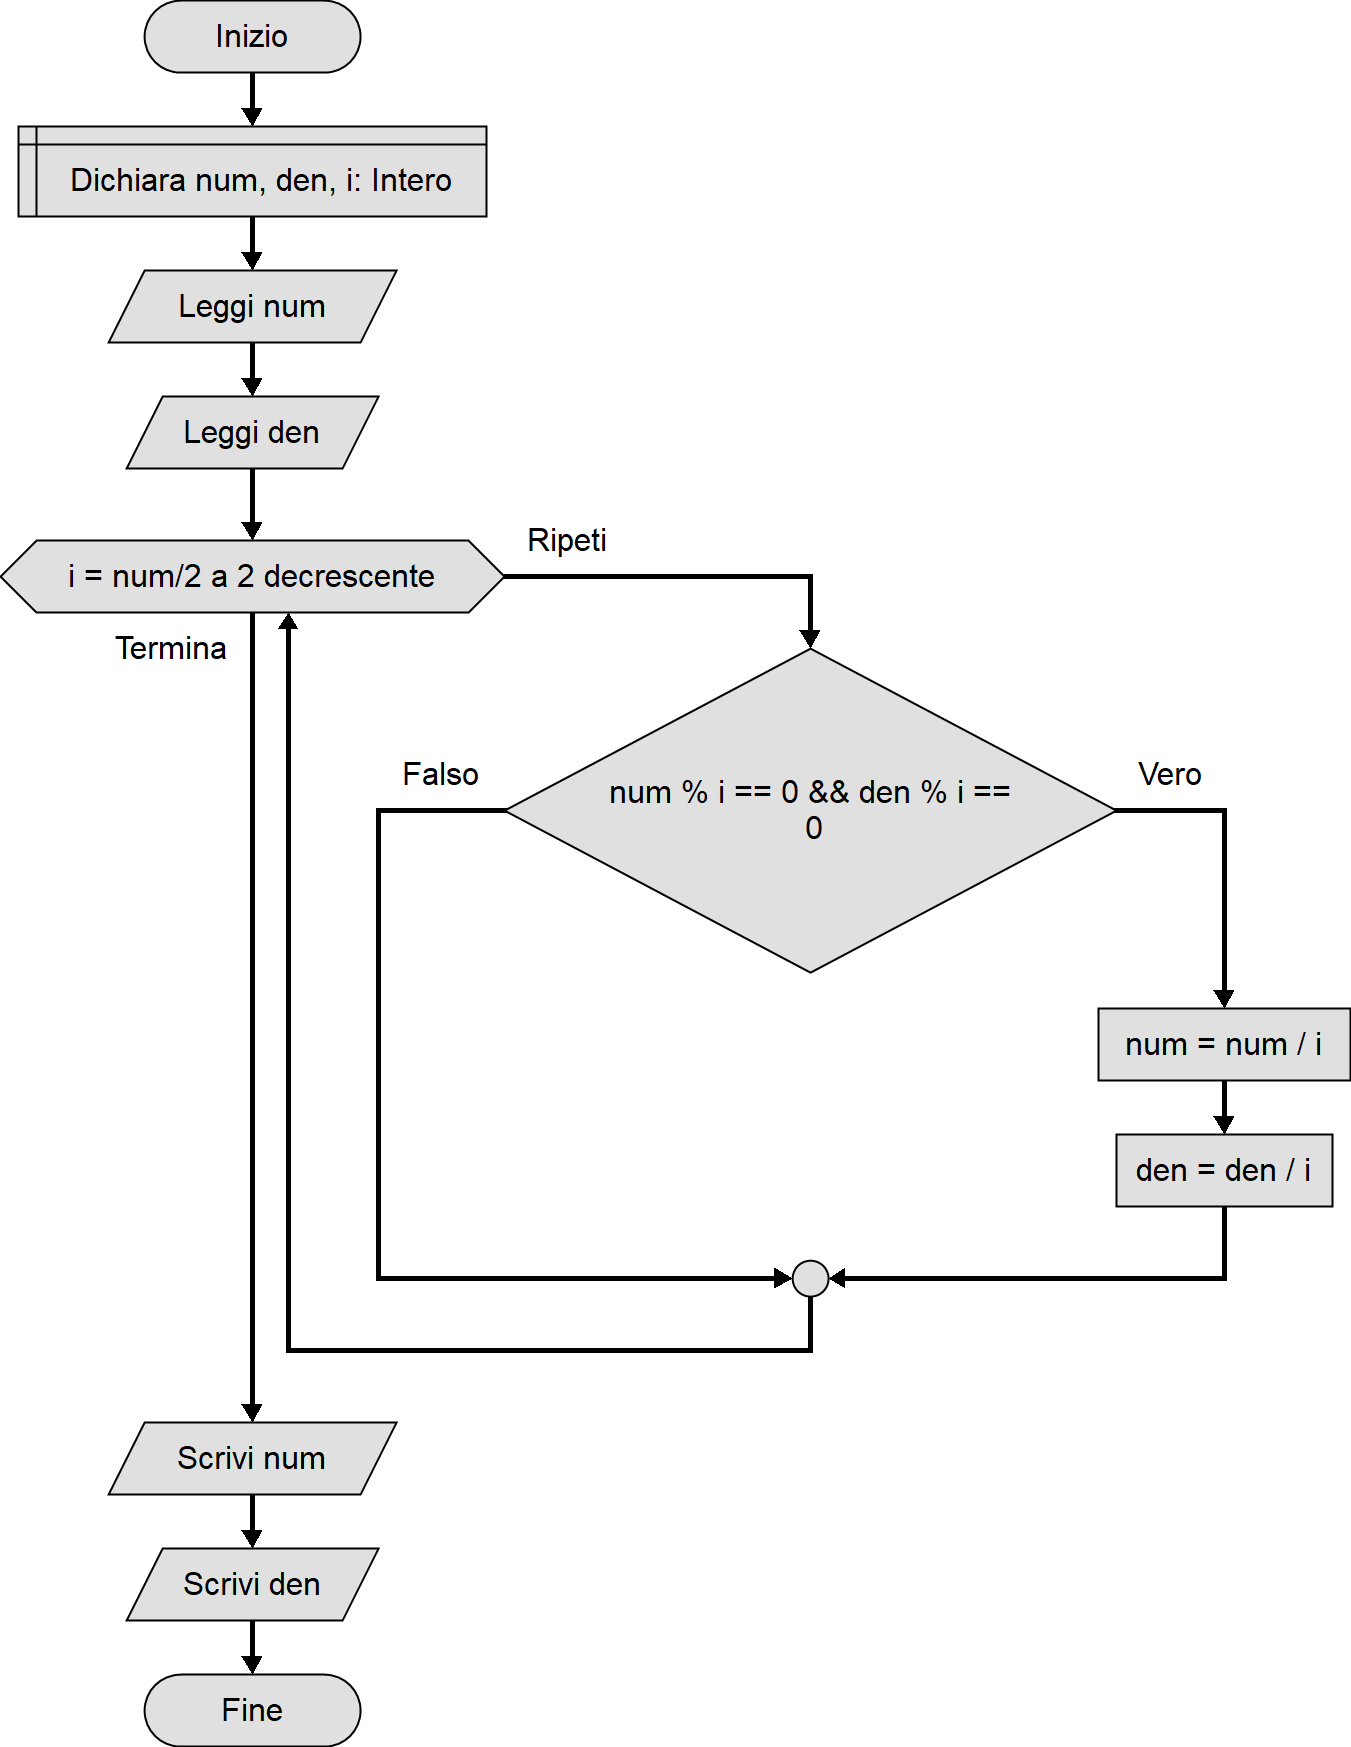 Inizio
Dichiara num, den, i: Intero
Leggi num
Leggi den
i = num/2 a 2 decrescente
Ripeti
Termina
Falso
num % i == 0 && den % i ==
0
Vero
num = num / i
den = den / i
Scrivi num
Scrivi den
Fine